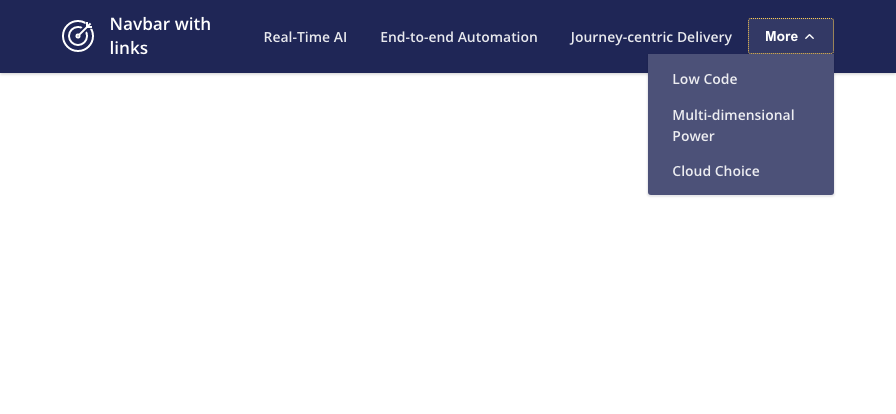 Navbar with
links
Real-Time AI
End-to-end Automation
Journey-centric Delivery
More
Low Code
Multi-dimensional
Power
Cloud Choice